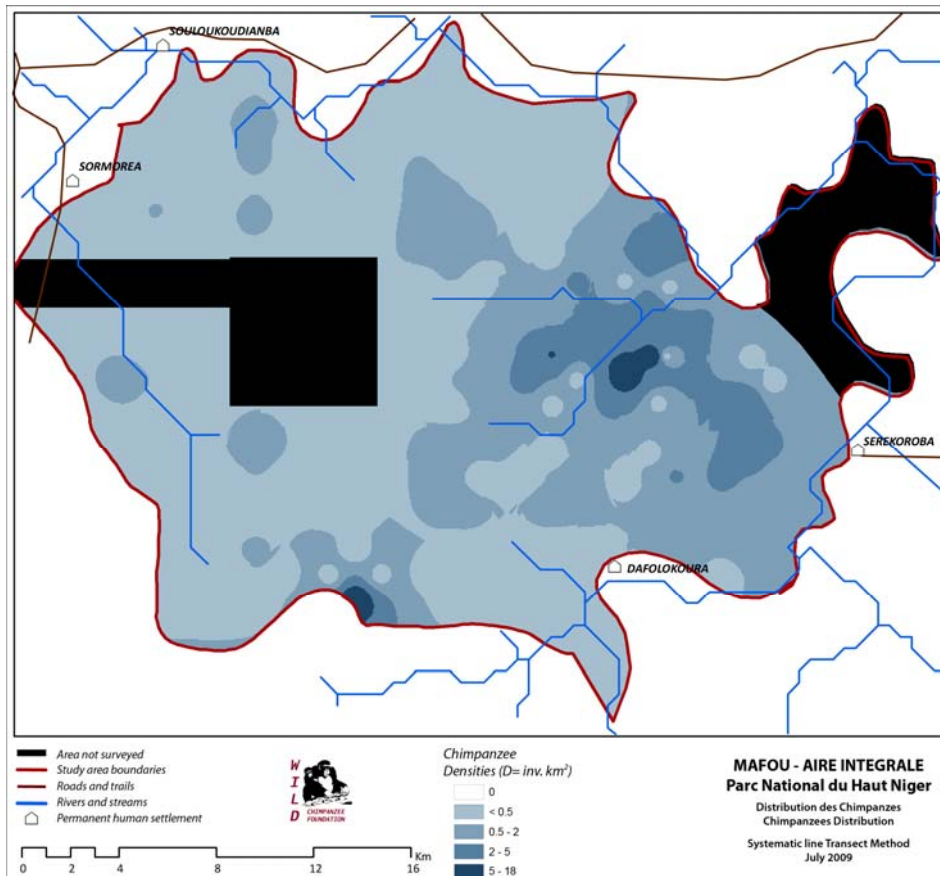 SOULOUKOUDIANBA
SORMOREA
SEREKOROBA
DAFOLOKOURA
Area not surveyed
Study area boundaries
Roads and trails
Rivers and streams
Permanent human settlement
0 2 4 8 12 16 Km
W
I
L
D
CHIMPANZEE
FOUNDATION
Chimpanzee
Densities (D= inv. km²)
0
< 0.5
0.5 - 2
2 - 5
5 - 18
MAFOU - AIRE INTEGRALE
Parc National du Haut Niger
Distribution des Chimpanzes
Chimpanzees Distribution
Systematic line Transect Method
July 2009